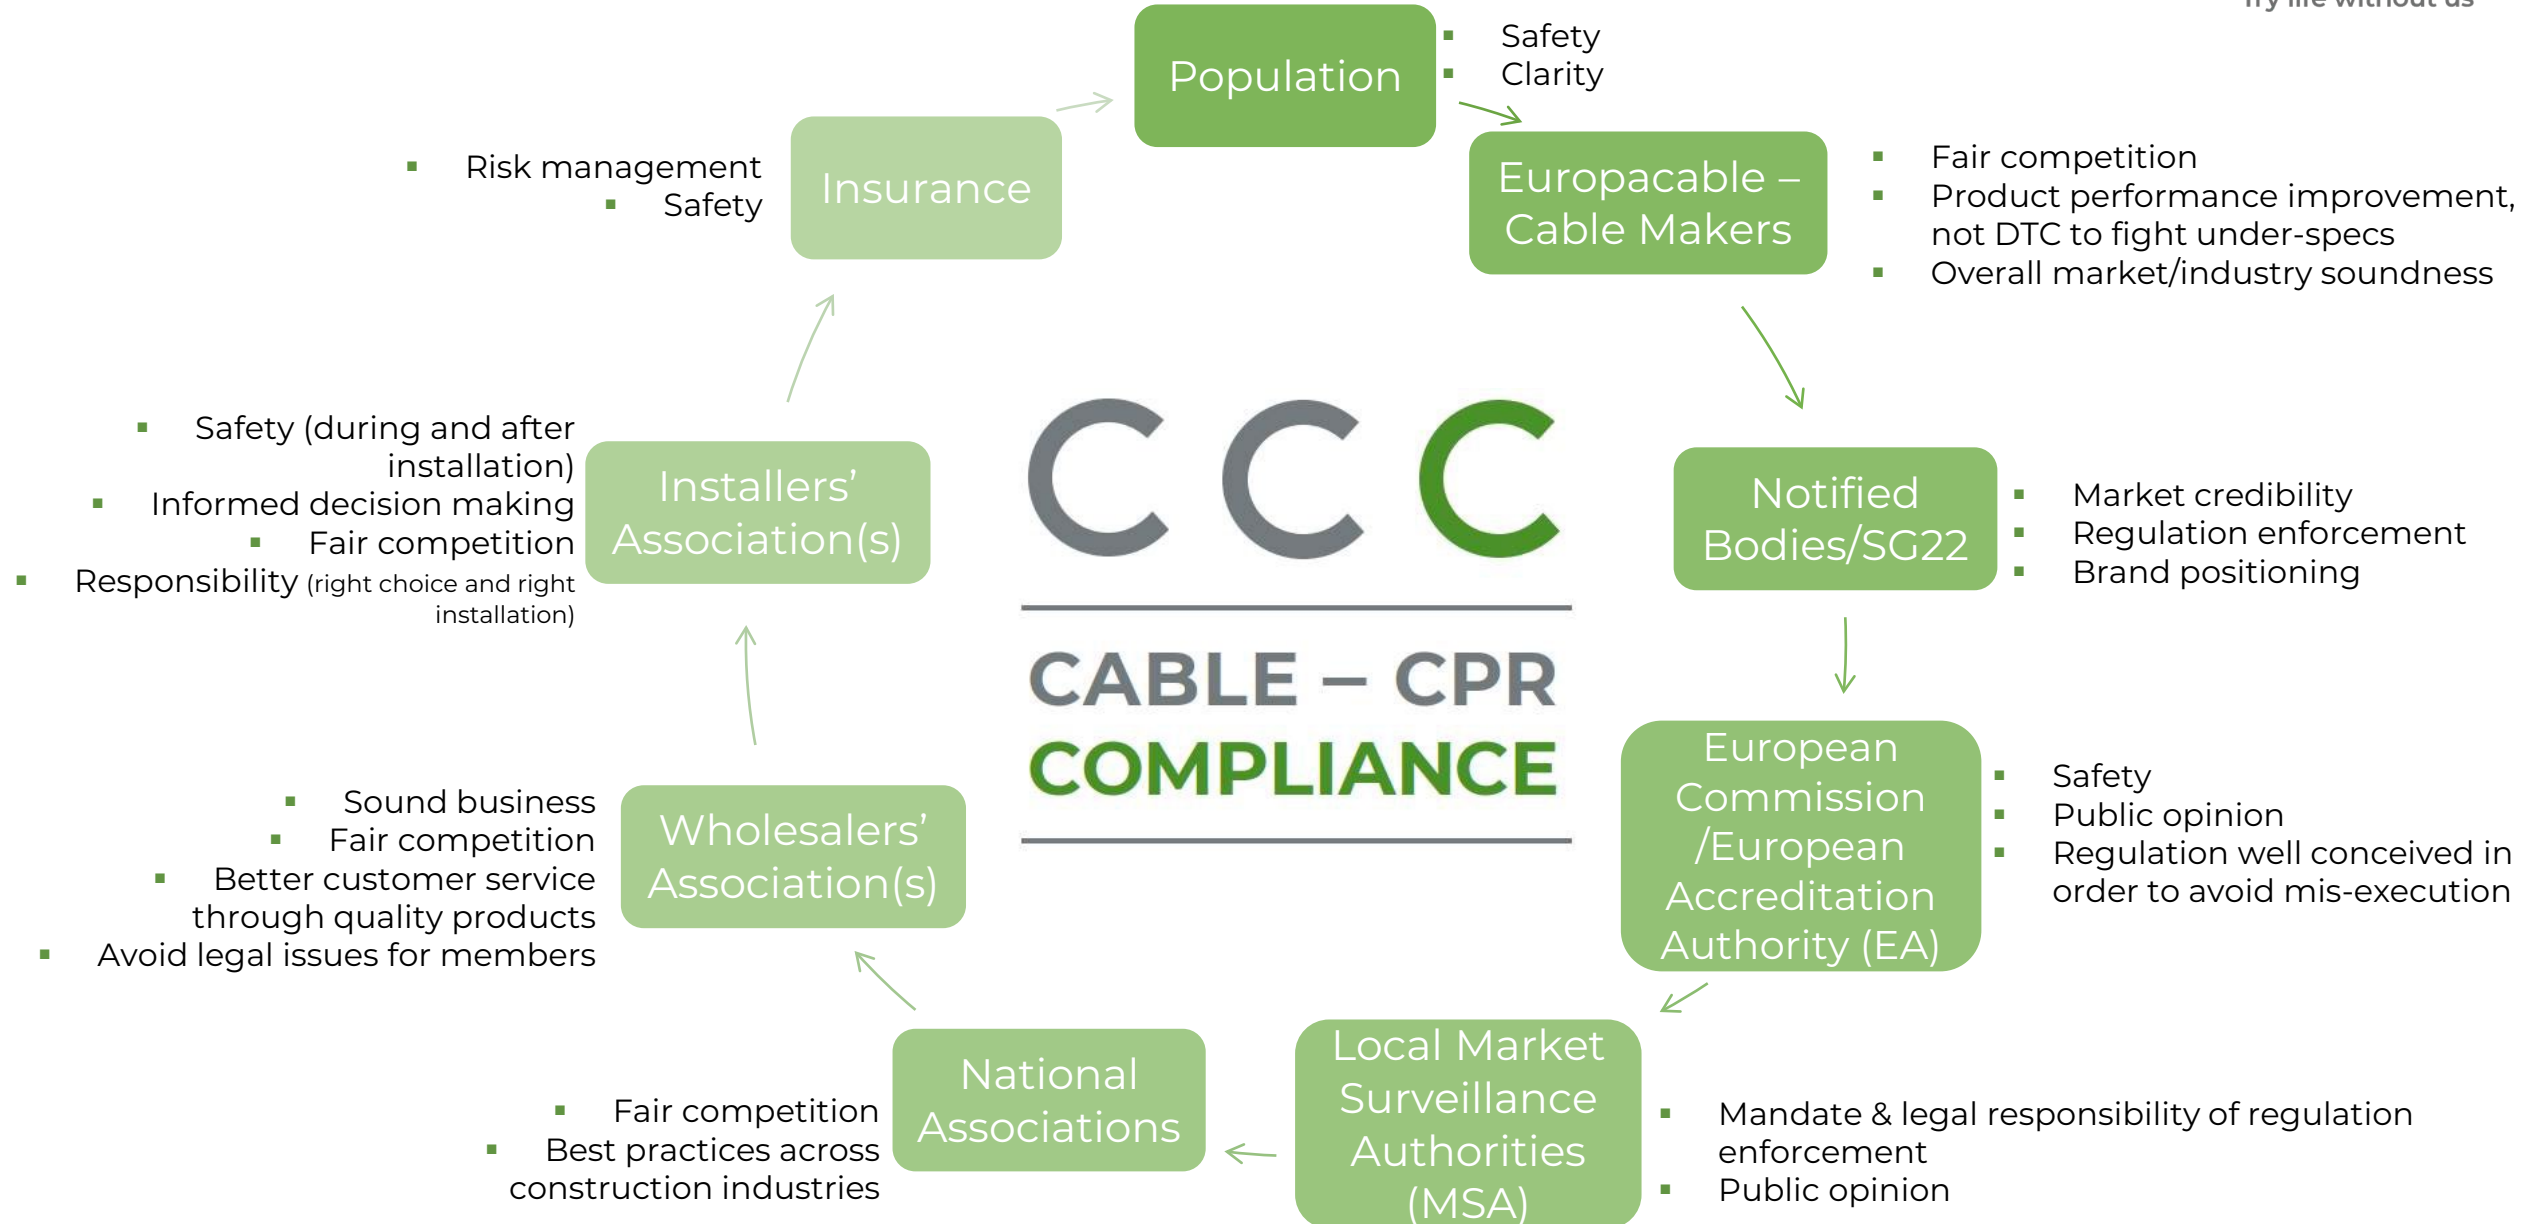 Try life without us
Population
▪ Safety
▪ Clarity
Europacable –
Cable Makers
▪ Fair competition
▪ Product performance improvement,
not DTC to fight under-specs
▪ Overall market/industry soundness
Notified
Bodies/SG22
▪ Market credibility
▪ Regulation enforcement
▪ Brand positioning
European
Commission
/European
Accreditation
Authority (EA)
▪ Safety
▪ Public opinion
▪ Regulation well conceived in
order to avoid mis-execution
Local Market
Surveillance
Authorities
(MSA)
▪ Mandate & legal responsibility of regulation
enforcement
▪ Public opinion
National
Associations
▪ Fair competition
▪ Best practices across
construction industries
Wholesalers’
Association(s)
▪ Sound business
▪ Fair competition
▪ Better customer service
through quality products
▪ Avoid legal issues for members
Installers’
Association(s)
▪ Safety (during and after
installation)
▪ Informed decision making
▪ Fair competition
▪ Responsibility (right choice and right
installation)
Insurance
▪ Risk management
▪ Safety
CCC
CABLE – CPR
COMPLIANCE